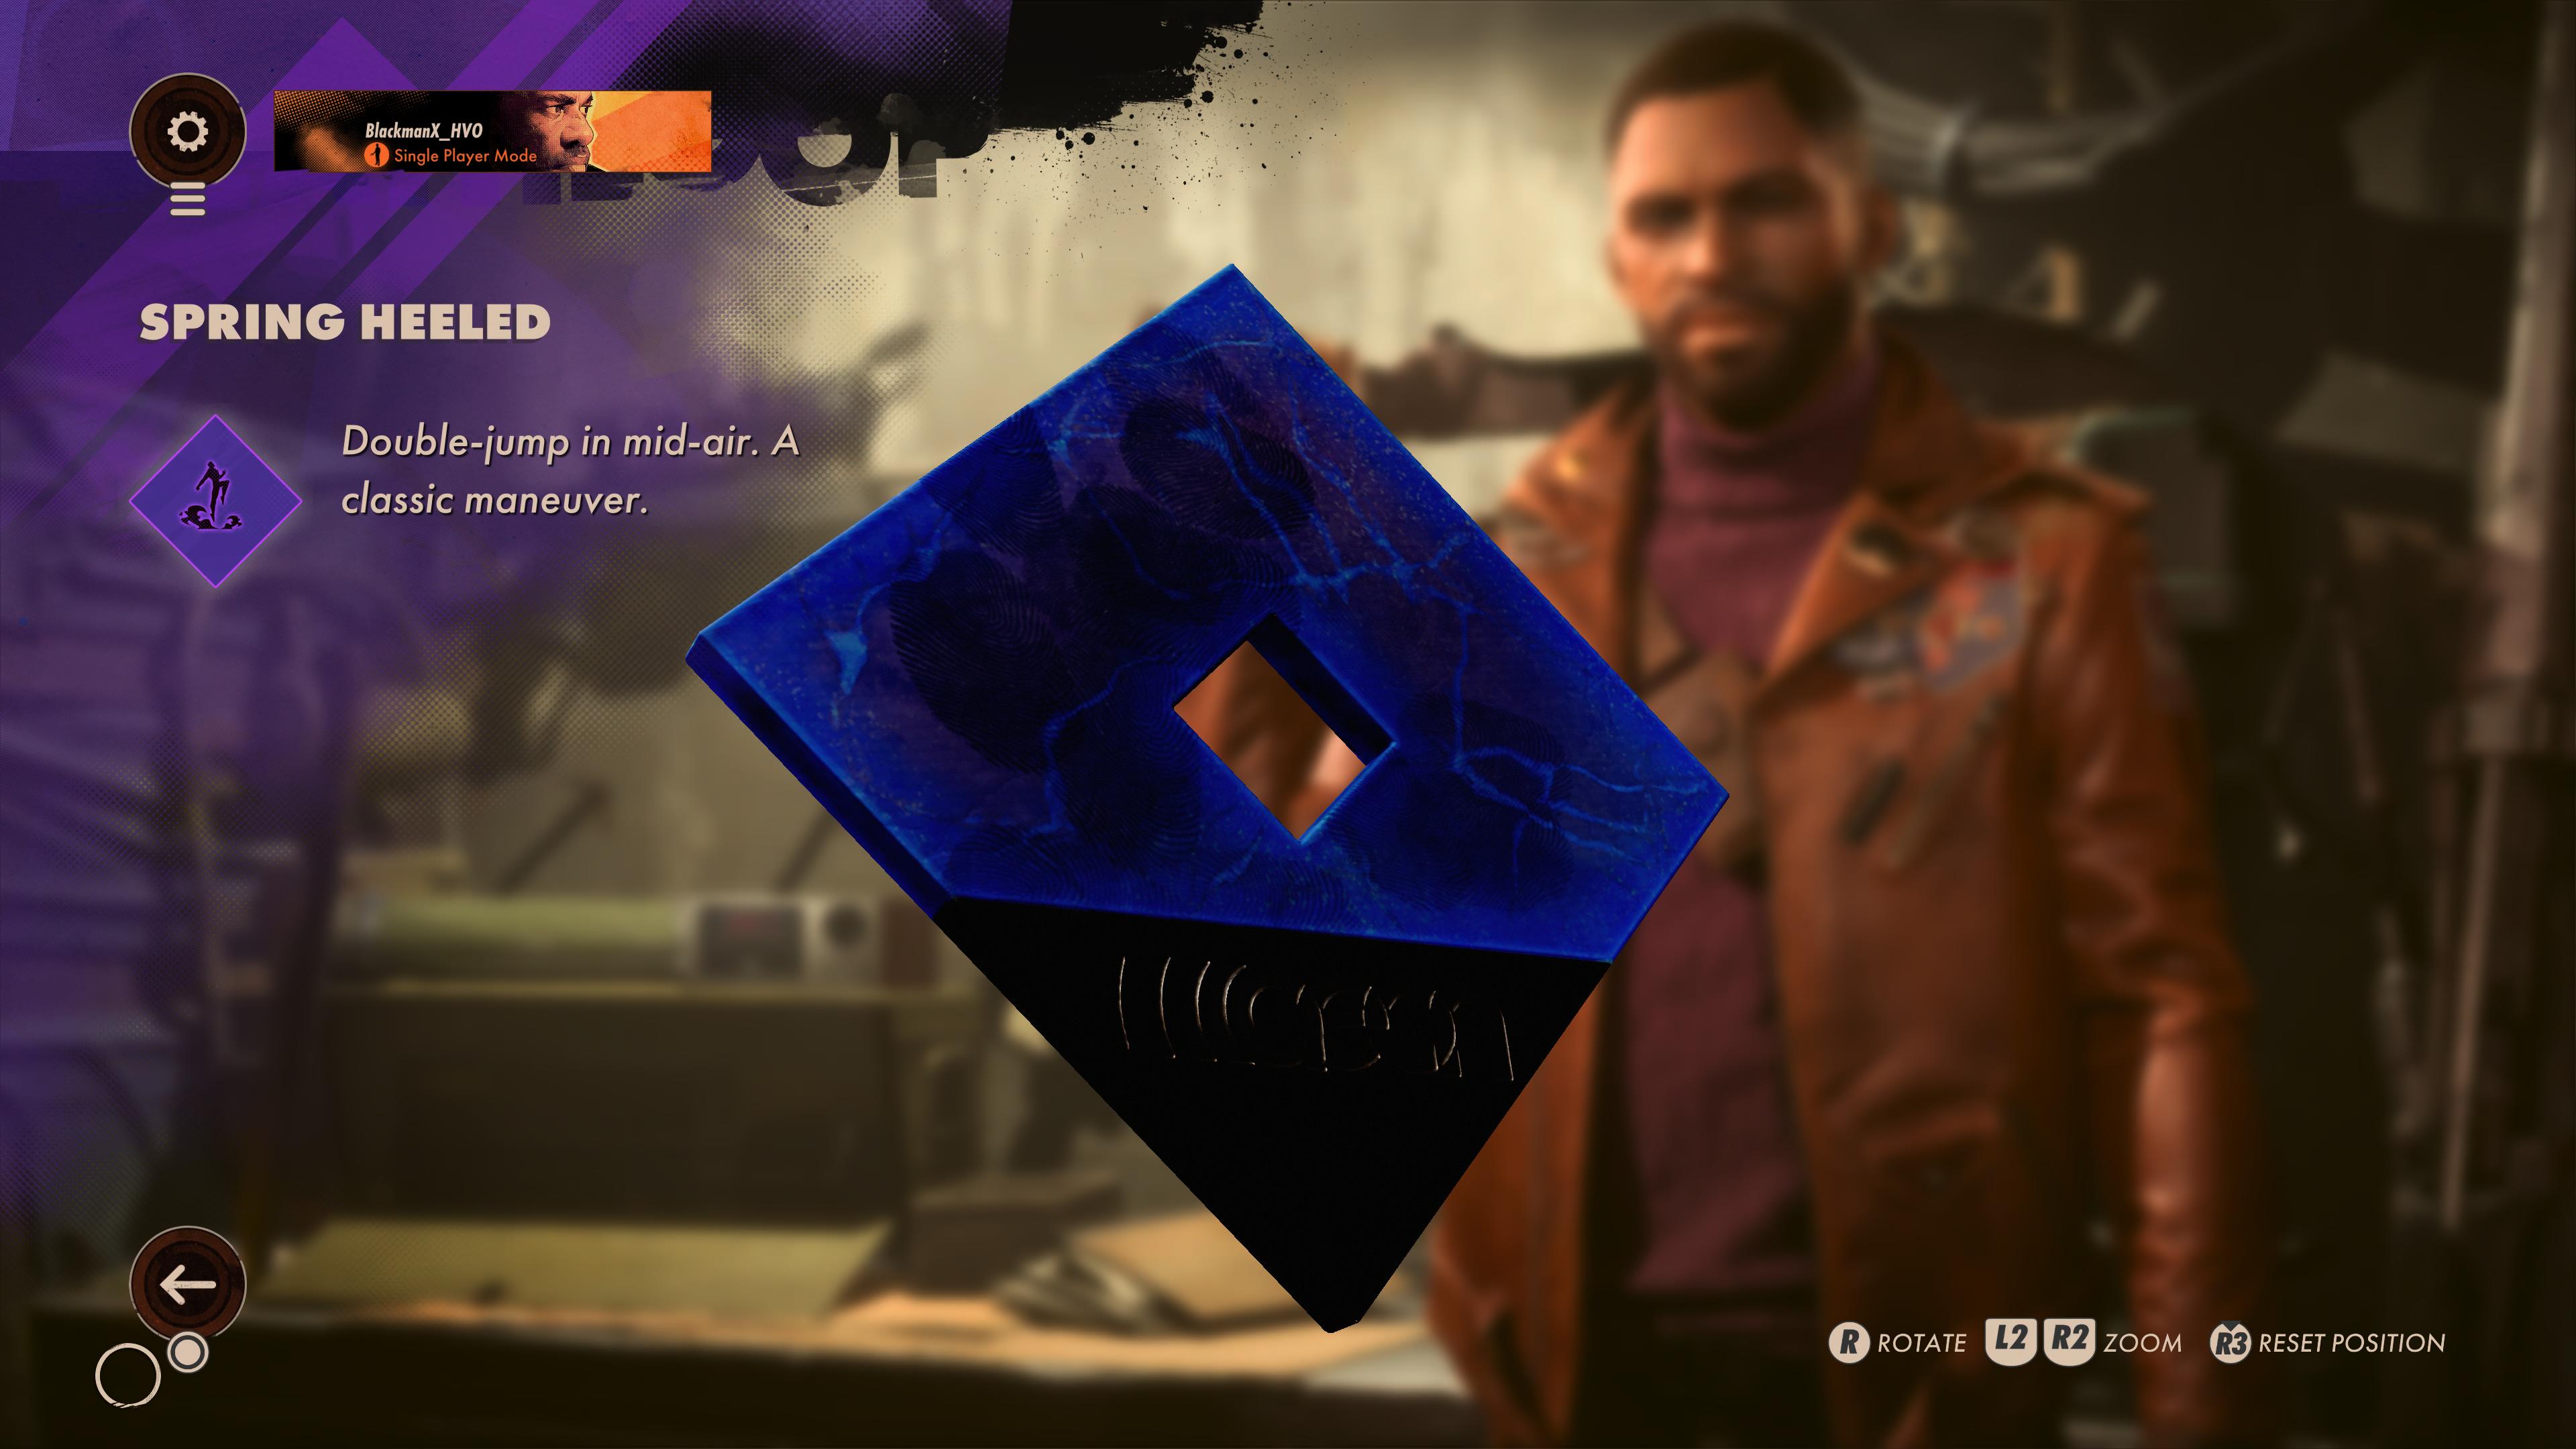 BlackmanX_HVO
Single Player Mode
SPRING HEELED
Double-jump in mid-air. A
classic maneuver.
R ROTATE L2 R2 ZOOM R3 RESET POSITION